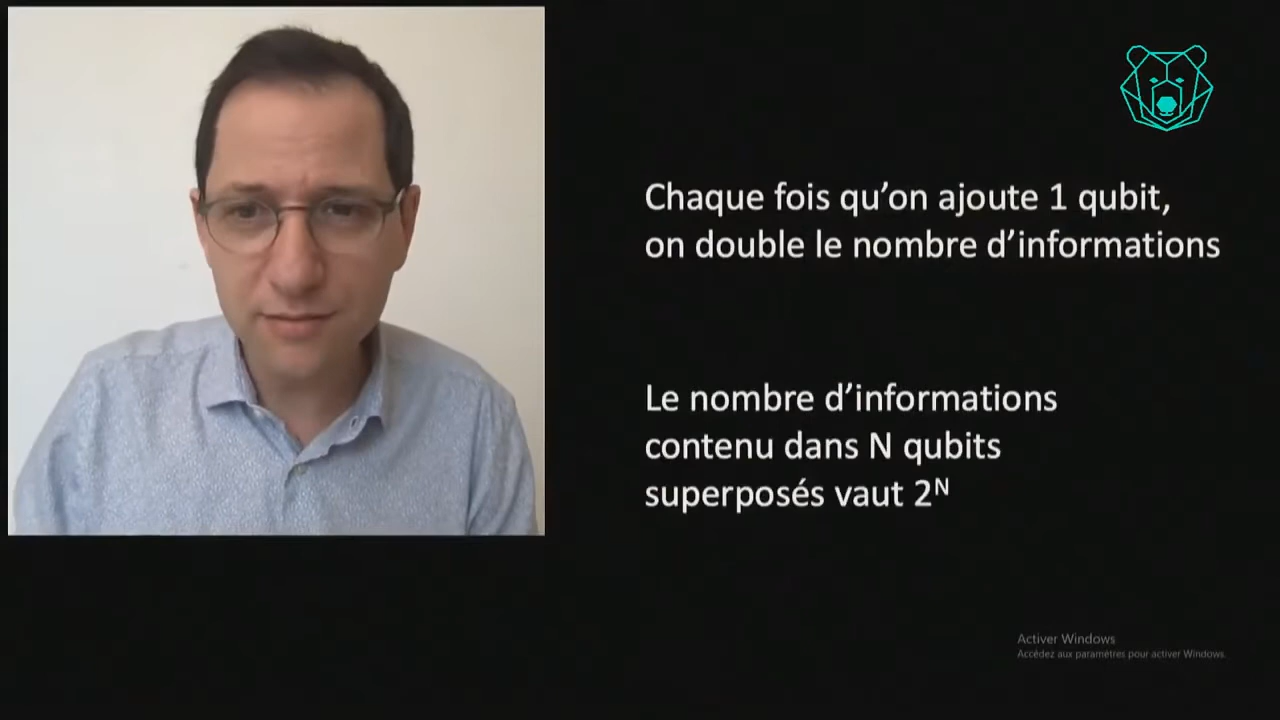 Chaque fois qu’on ajoute 1 qubit,
on double le nombre d’informations
Le nombre d’informations
contenu dans N qubits
superposés vaut 2ᴺ
Activer Windows
Accédez aux paramètres pour activer Windows.